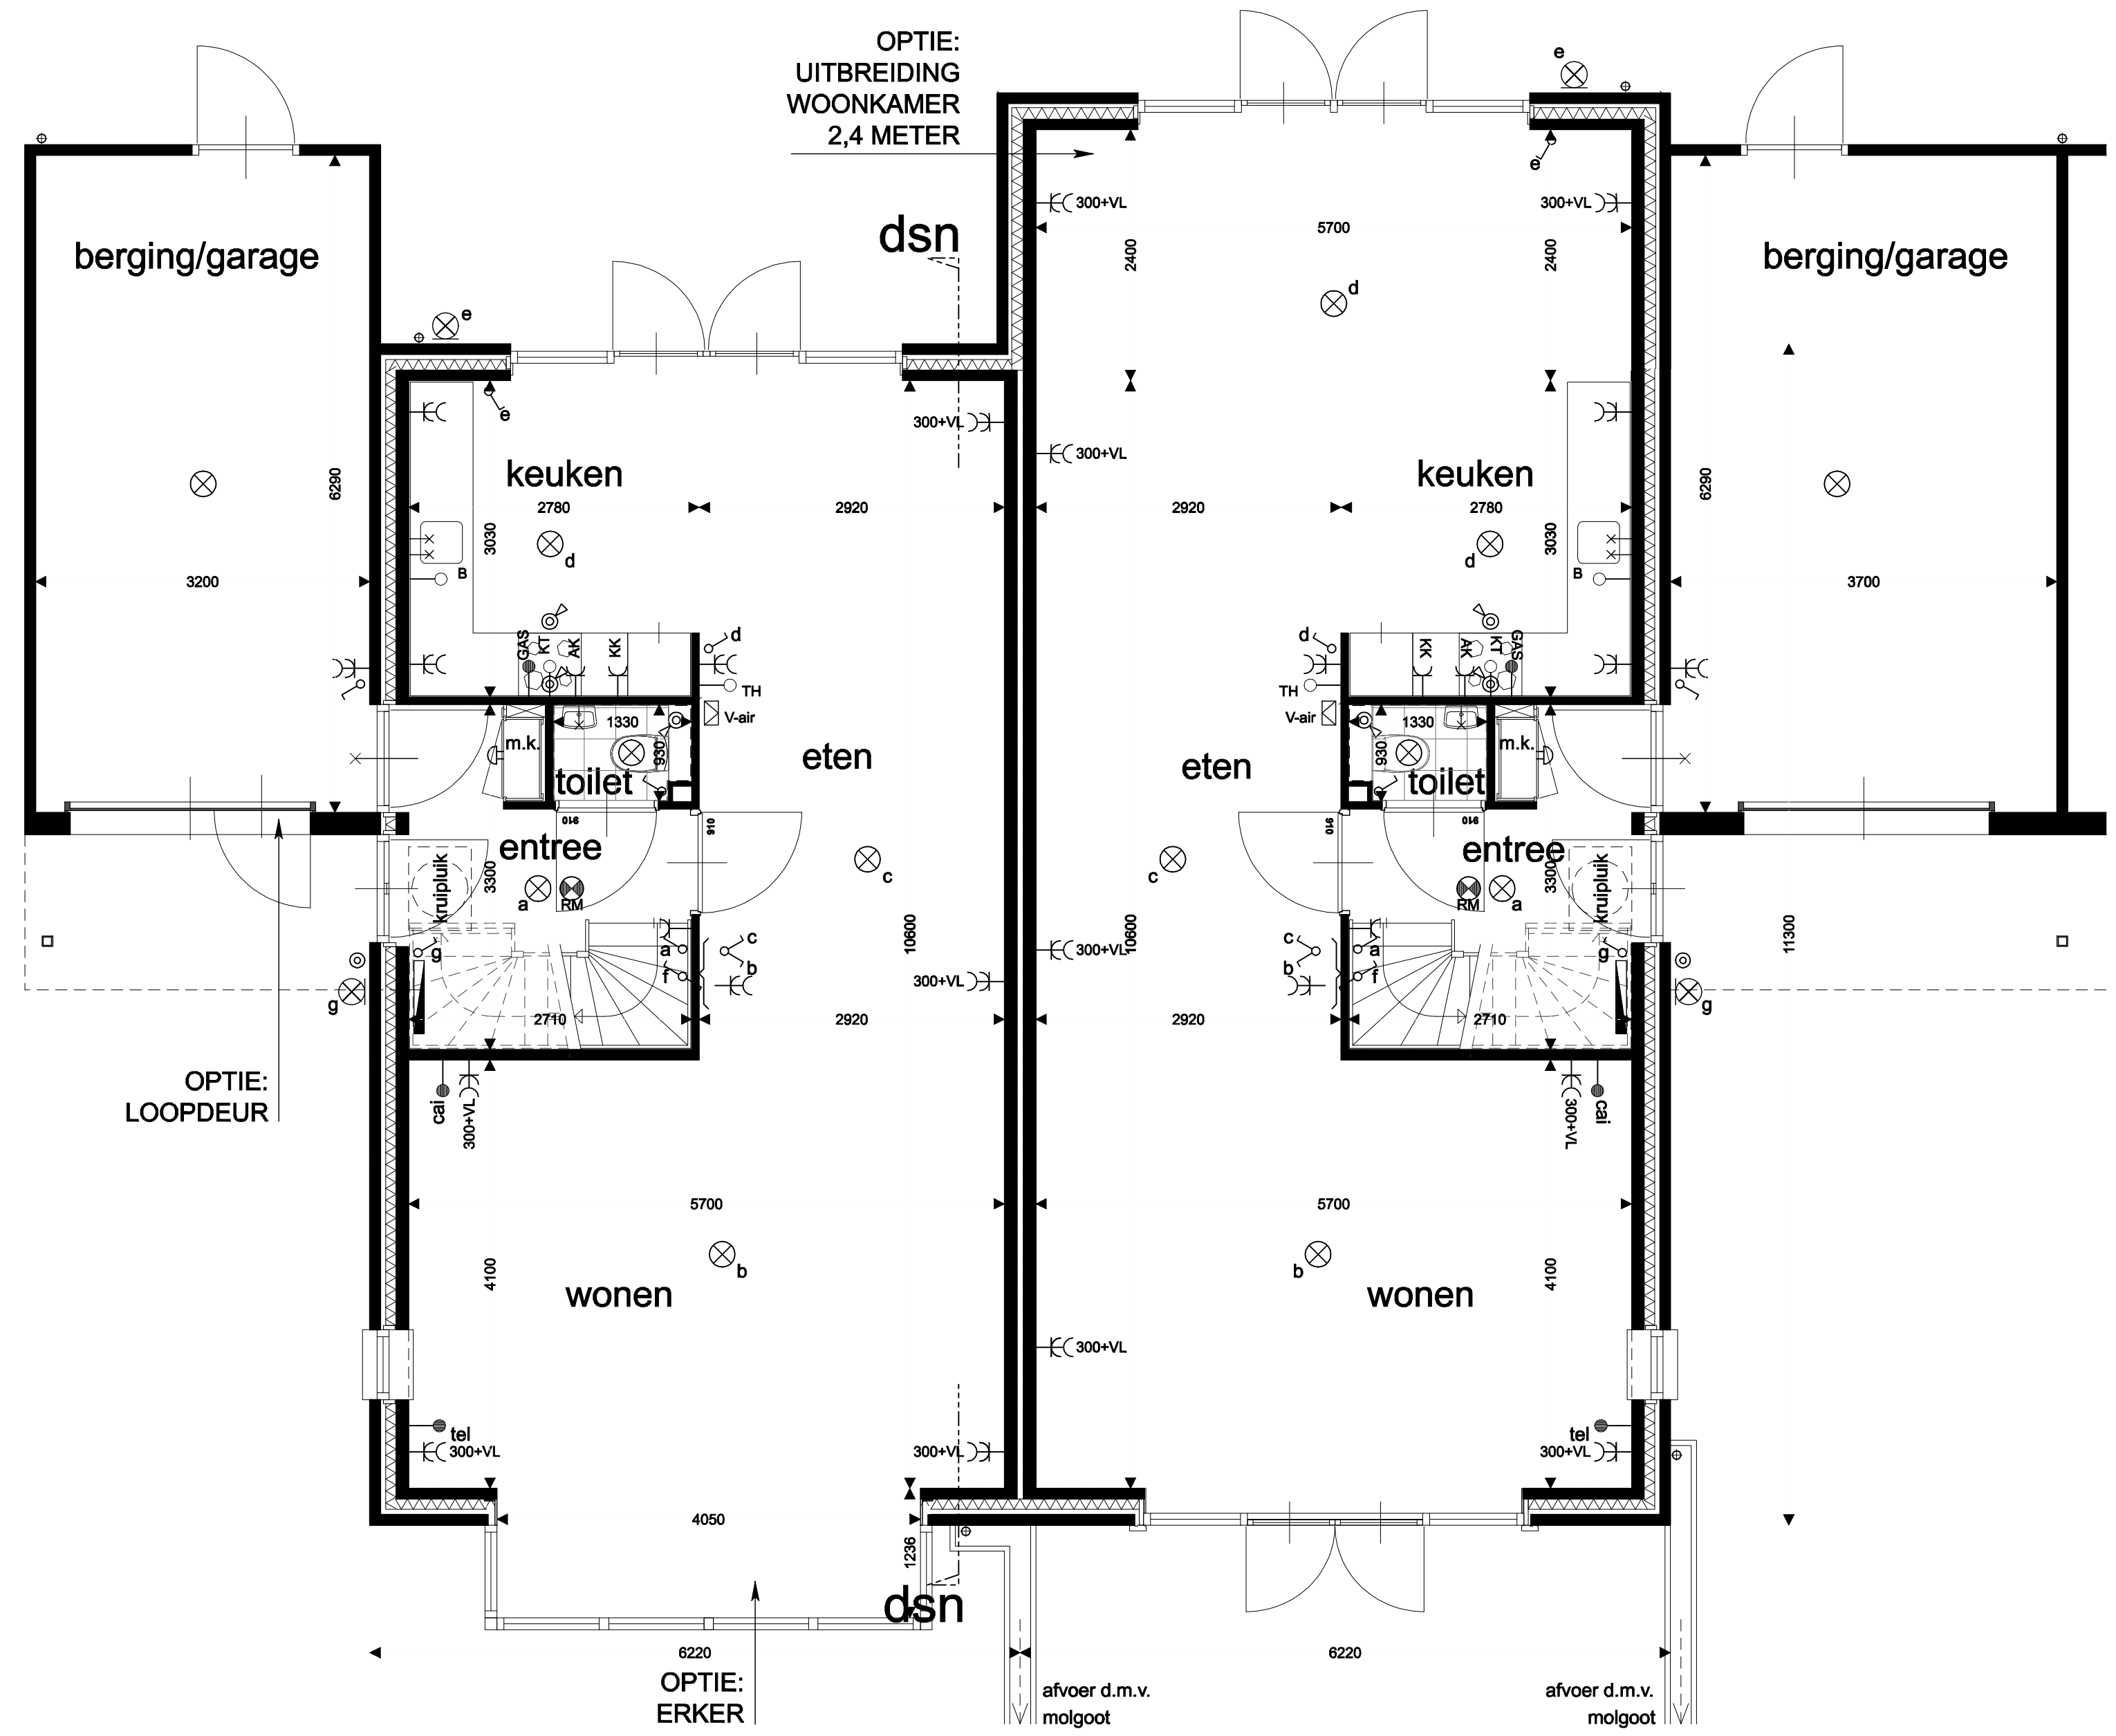 OPTIE:
UITBREIDING
WOONKAMER
2,4 METER
e
e
300+VL
300+VL
5700
2400
2400
dsn
berging/garage
berging/garage
d
e
e
300+VL
300+VL
keuken
keuken
6290
6290
2780
2920
2920
2780
3030
3030
d
d
B
B
3200
3700
GAS
KT
AK
KK
d
d
KK
AK
KT
GAS
TH
TH
V-air
V-air
1330
1330
930
930
m.k.
m.k.
toilet
toilet
eten
eten
910
910
910
910
entree
entree
kruipluik
kruipluik
3300
3300
c
c
a
RM
RM
a
10600
10600
11300
g
a
f
c
b
c
b
a
f
g
300+VL
300+VL
g
g
2710
2920
2920
2710
OPTIE:
LOOPDEUR
cai
300+VL
300+VL
cai
5700
5700
b
b
4100
4100
wonen
wonen
300+VL
tel
tel
300+VL
300+VL
300+VL
4050
1236
dsn
6220
6220
OPTIE:
ERKER
afvoer d.m.v.
molgoot
afvoer d.m.v.
molgoot